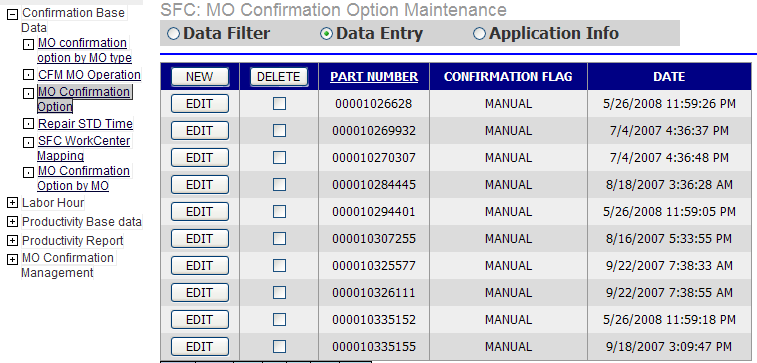 Confirmation Base
Data
MO confirmation
option by MO type
CFM MO Operation
MO Confirmation
Option
Repair STD Time
SFC WorkCenter
Mapping
MO Confirmation
Option by MO
Labor Hour
Productivity Base data
Productivity Report
MO Confirmation
Management
SFC: MO Confirmation Option Maintenance
Data Filter Data Entry Application Info
NEW DELETE PART NUMBER CONFIRMATION FLAG DATE
EDIT 00001026628 MANUAL 5/26/2008 11:59:26 PM
EDIT 000010269932 MANUAL 7/4/2007 4:36:37 PM
EDIT 000010270307 MANUAL 7/4/2007 4:36:48 PM
EDIT 000010284445 MANUAL 8/18/2007 3:36:28 AM
EDIT 000010294401 MANUAL 5/26/2008 11:59:05 PM
EDIT 000010307255 MANUAL 8/16/2007 5:33:55 PM
EDIT 000010325577 MANUAL 9/22/2007 7:38:33 AM
EDIT 000010326111 MANUAL 9/22/2007 7:38:55 AM
EDIT 000010335152 MANUAL 5/26/2008 11:59:18 PM
EDIT 000010335155 MANUAL 9/18/2007 3:09:47 PM